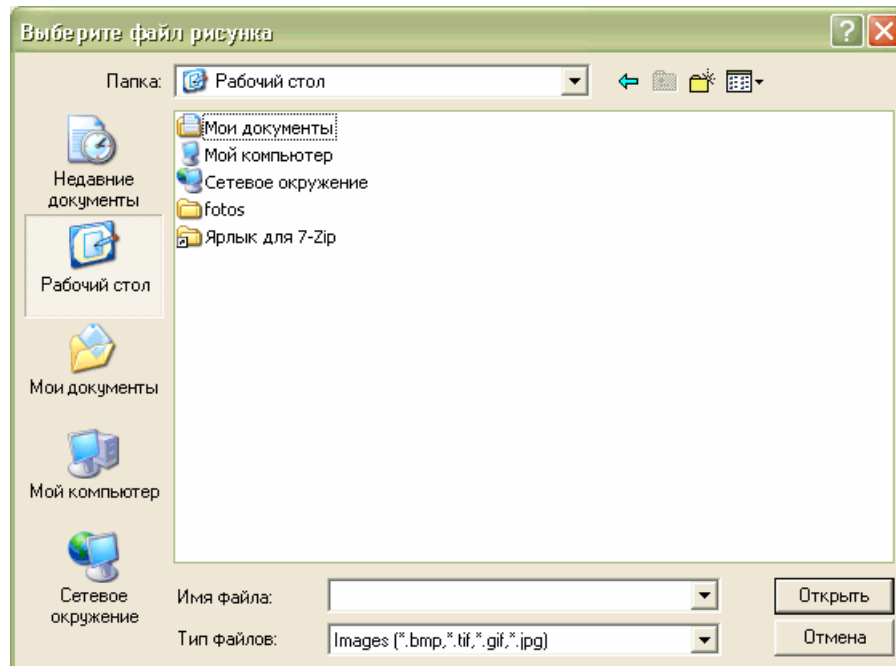 Выберите файл рисунка
Папка: Рабочий стол
Недавние
документы
Рабочий стол
Мои документы
Мой компьютер
Сетевое
окружение
Мои документы
Мой компьютер
Сетевое окружение
fotos
Ярлык для 7-Zip
Имя файла:
Открыть
Тип файлов: Images (*.bmp,*.tif,*.gif,*.jpg)
Отмена